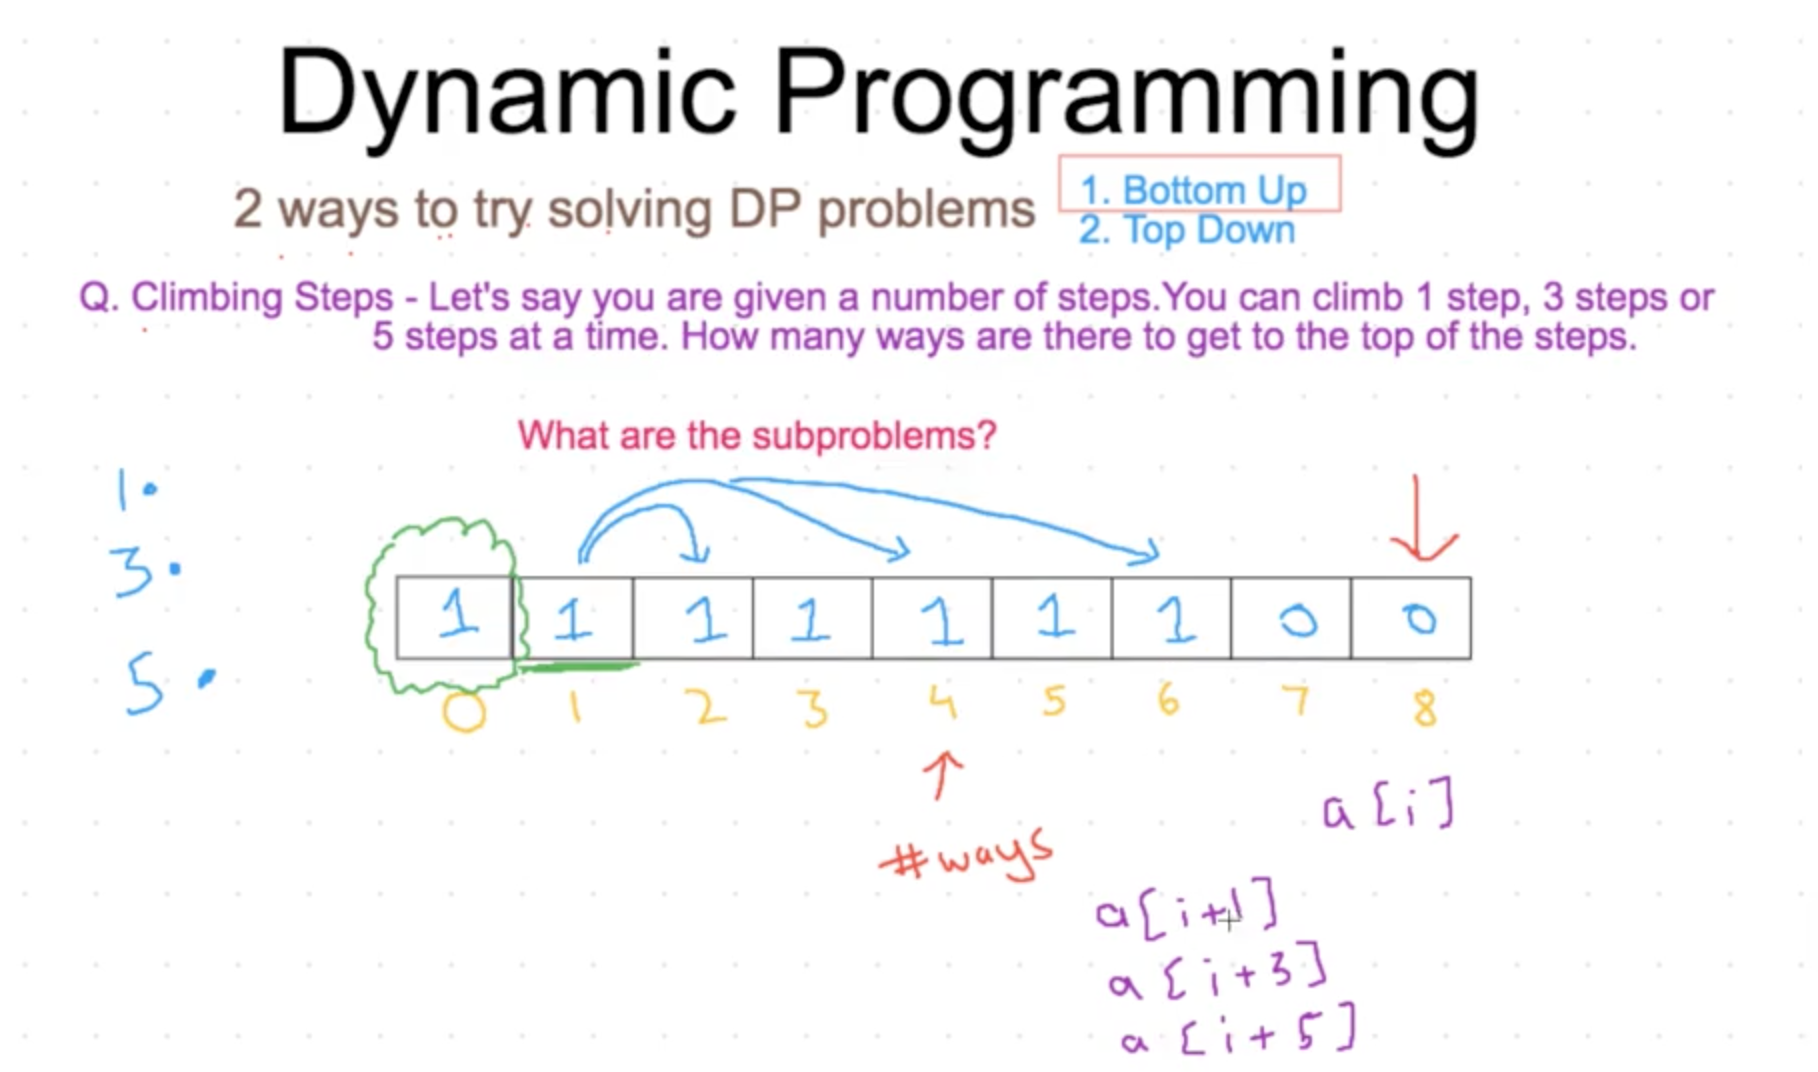 Dynamic Programming
2 ways to try solving DP problems
1. Bottom Up
2. Top Down
Q. Climbing Steps - Let's say you are given a number of steps.You can climb 1 step, 3 steps or
5 steps at a time. How many ways are there to get to the top of the steps.
What are the subproblems?
1.
3.
5.
1 1 1 1 1 1 1 0 0
0 1 2 3 4 5 6 7 8
#ways
a[i]
a[i+1]
a[i+3]
a[i+5]